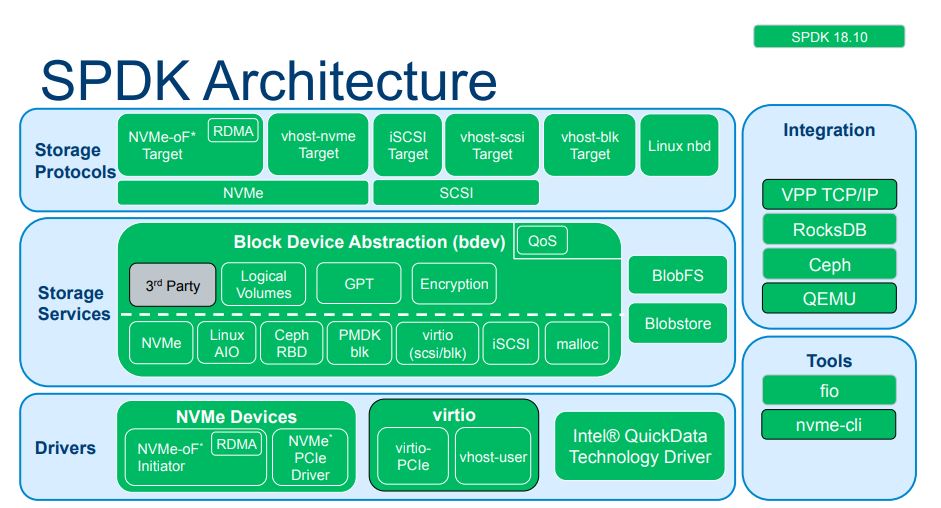 SPDK 18.10
SPDK Architecture
Storage
Protocols
NVMe-oF*
Target
RDMA
vhost-nvme
Target
iSCSI
Target
vhost-scsi
Target
vhost-blk
Target
Linux nbd
NVMe
SCSI
Storage
Services
Block Device Abstraction (bdev)
QoS
3rd Party
Logical
Volumes
GPT
Encryption
NVMe
Linux
AIO
Ceph
RBD
PMDK
blk
virtio
(scsi/blk)
iSCSI
malloc
BlobFS
Blobstore
Drivers
NVMe Devices
NVMe-oF*
Initiator
RDMA
NVMe*
PCIe
Driver
virtio
virtio-
PCIe
vhost-user
Intel® QuickData
Technology Driver
Integration
VPP TCP/IP
RocksDB
Ceph
QEMU
Tools
fio
nvme-cli